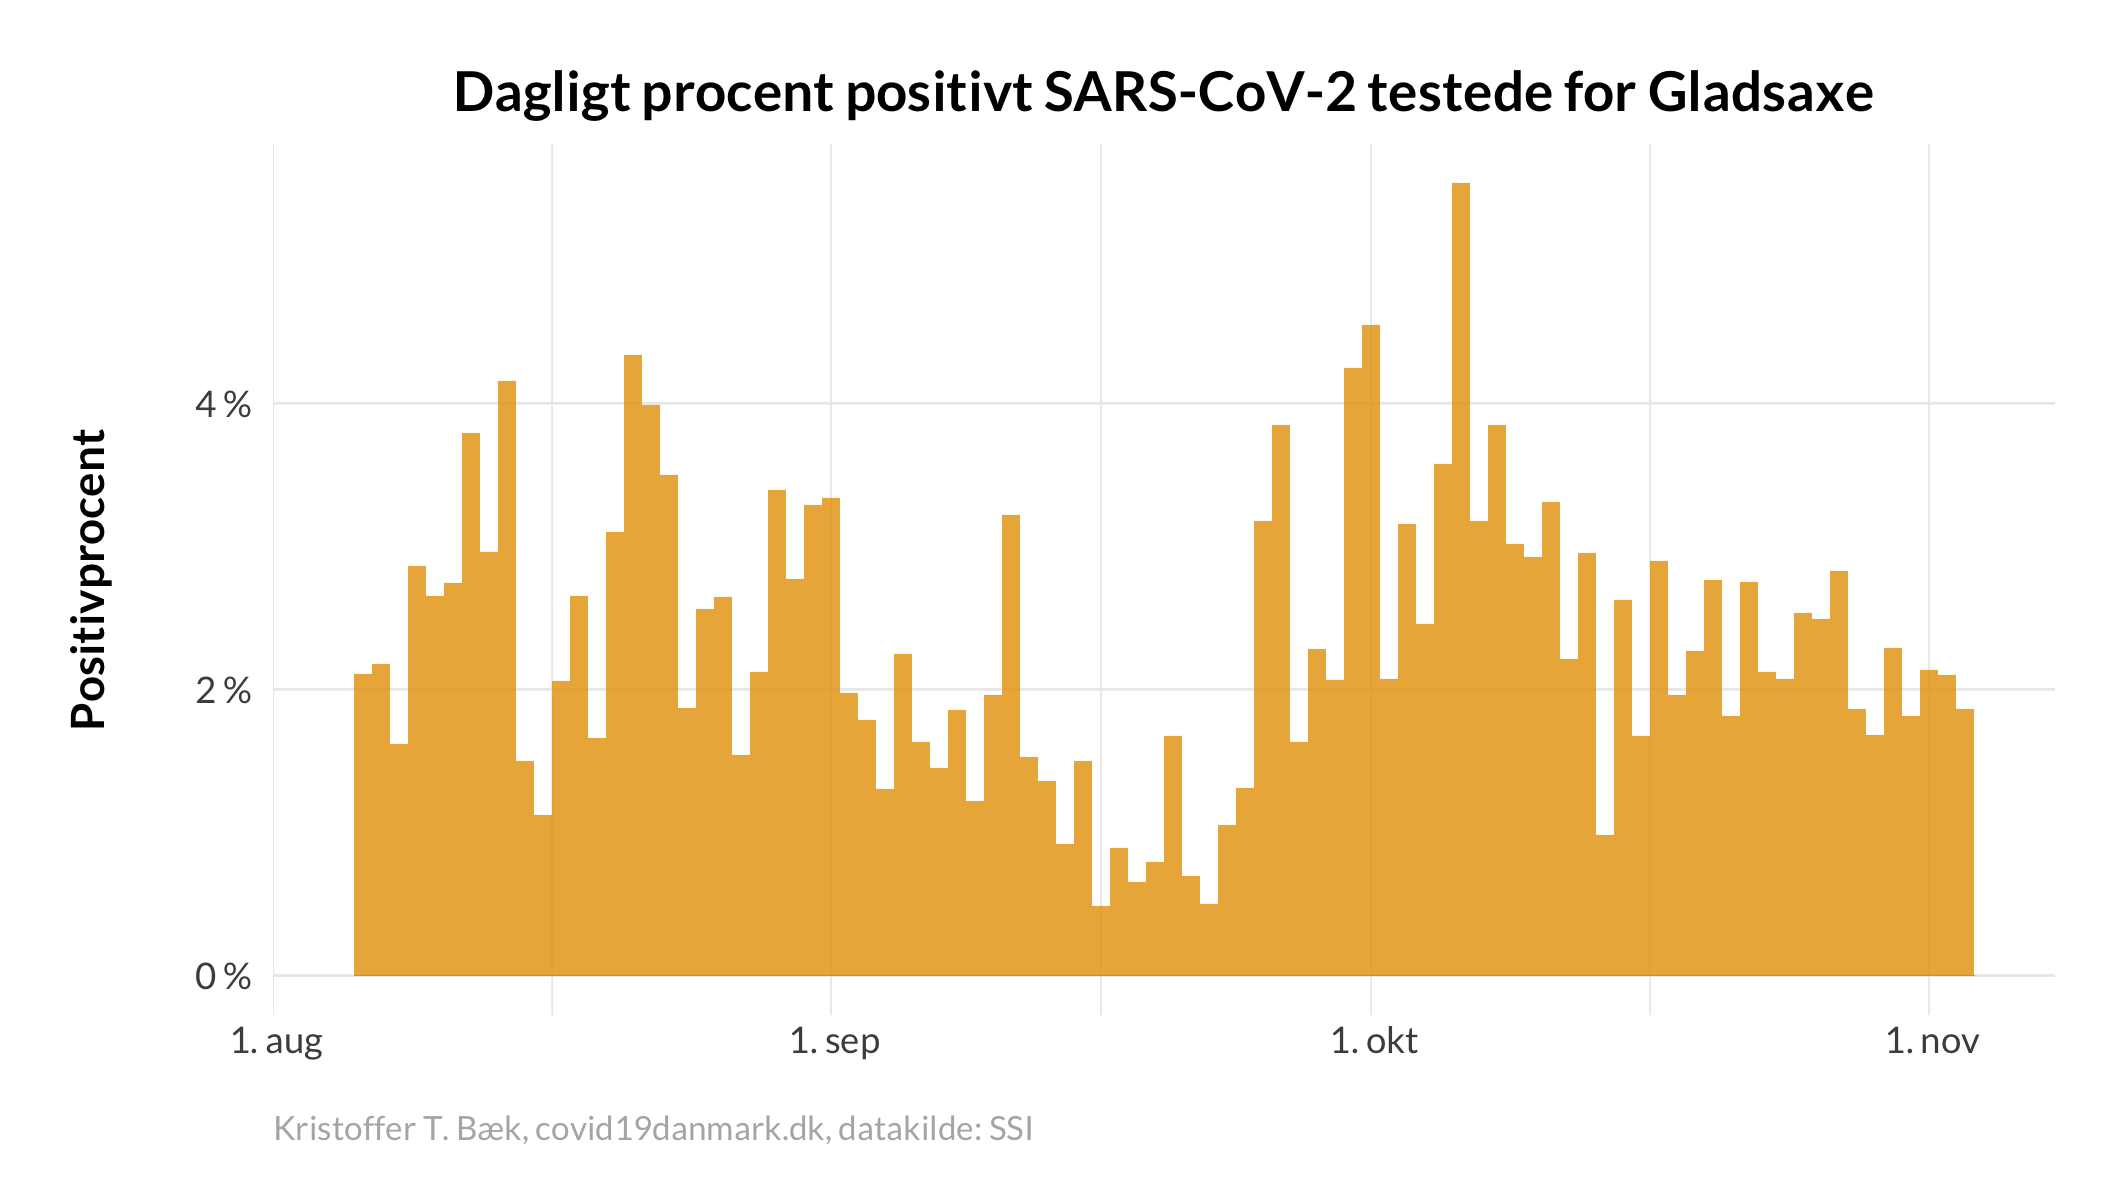 Dagligt procent positivt SARS-CoV-2 testede for Gladsaxe
Positivprocent
4 %
2 %
0 %
1. aug
1. sep
1. okt
1. nov
Kristoffer T. Bæk, covid19danmark.dk, datakilde: SSI